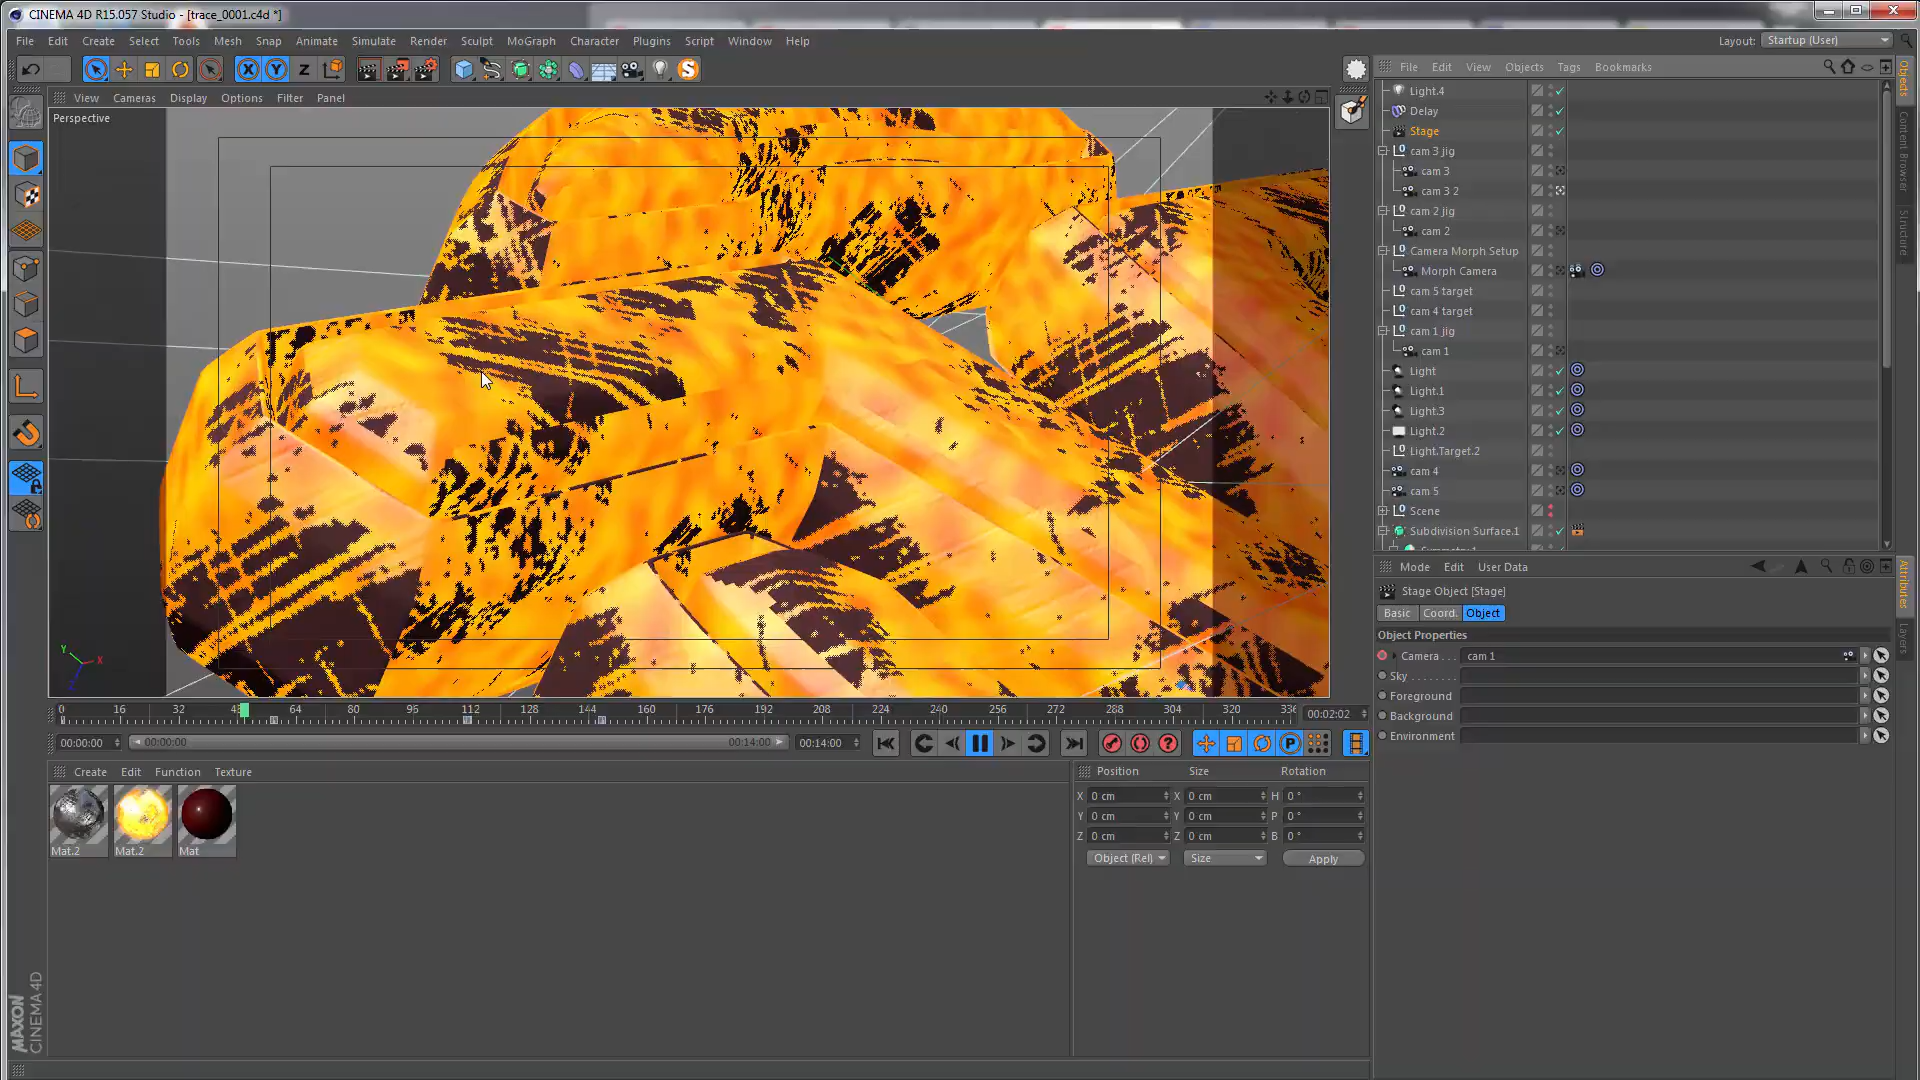 CINEMA 4D R15.057 Studio - [trace_0001.c4d *]
File Edit Create Select Tools Mesh Snap Animate Simulate Render Sculpt MoGraph Character Plugins Script Window Help
Layout: Startup (User)
X Y Z
File Edit View Objects Tags Bookmarks
View Cameras Display Options Filter Panel
Perspective
Light.4
Delay
Stage
cam 3 jig
cam 3
cam 3 2
cam 2 jig
cam 2
Camera Morph Setup
Morph Camera
cam 5 target
cam 4 target
cam 1 jig
cam 1
Light
Light.1
Light.3
Light.2
Light.Target.2
cam 4
cam 5
Scene
Subdivision Surface.1
Objects
Content Browser
Structure
Mode Edit User Data
Stage Object [Stage]
Basic Coord. Object
Object Properties
Camera . . . cam 1
Sky . . . . . . . .
Foreground
Background
Environment
Attributes
Layers
Y X Z
0 16 32 64 80 95 112 128 144 160 176 192 208 224 240 256 272 288 304 320
00:02:02
00:00:00 00:00:00 00:14:00 00:14:00
Create Edit Function Texture
Mat.2 Mat.2 Mat
Position Size Rotation
X 0 cm X 0 cm H 0 °
Y 0 cm Y 0 cm P 0 °
Z 0 cm Z 0 cm B 0 °
Object (Rel) Size Apply
MAXON
CINEMA 4D